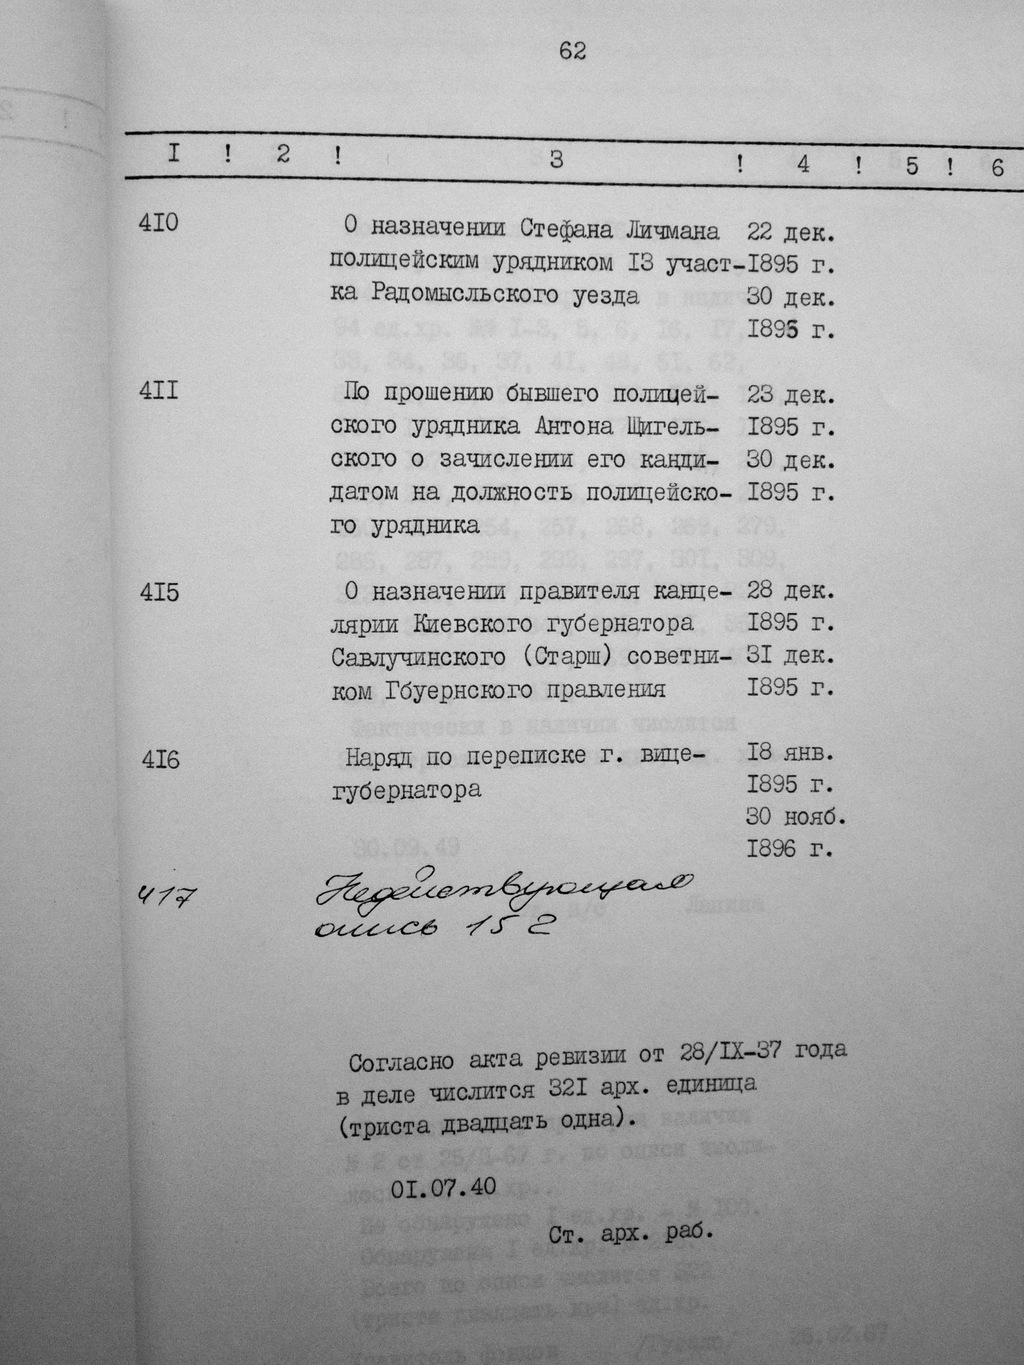 62
I ! 2 ! 3 ! 4 ! 5 ! 6
410 О назначении Стефана Личмана 22 дек.
полицейским урядником I3 участ- I895 г.
ка Радомысльского уезда 30 дек.
I895 г.
4II По прошению бывшего полицей- 23 дек.
ского урядника Антона Щигель- I895 г.
ского о зачислении его канди- 30 дек.
датом на должность полицейско- I895 г.
го урядника
4I5 О назначении правителя канце- 28 дек.
лярии Киевского губернатора I895 г.
Савлучинского (Старш) советни- 3I дек.
ком Гбуернского правления I895 г.
4I6 Наряд по переписке г. вице- I8 янв.
губернатора I895 г.
30 нояб.
I896 г.
417 Недействующая
опись 152
Согласно акта ревизии от 28/IX-37 года
в деле числится 32I арх. единица
(триста двадцать одна).
0I.07.40
Ст. арх. раб.